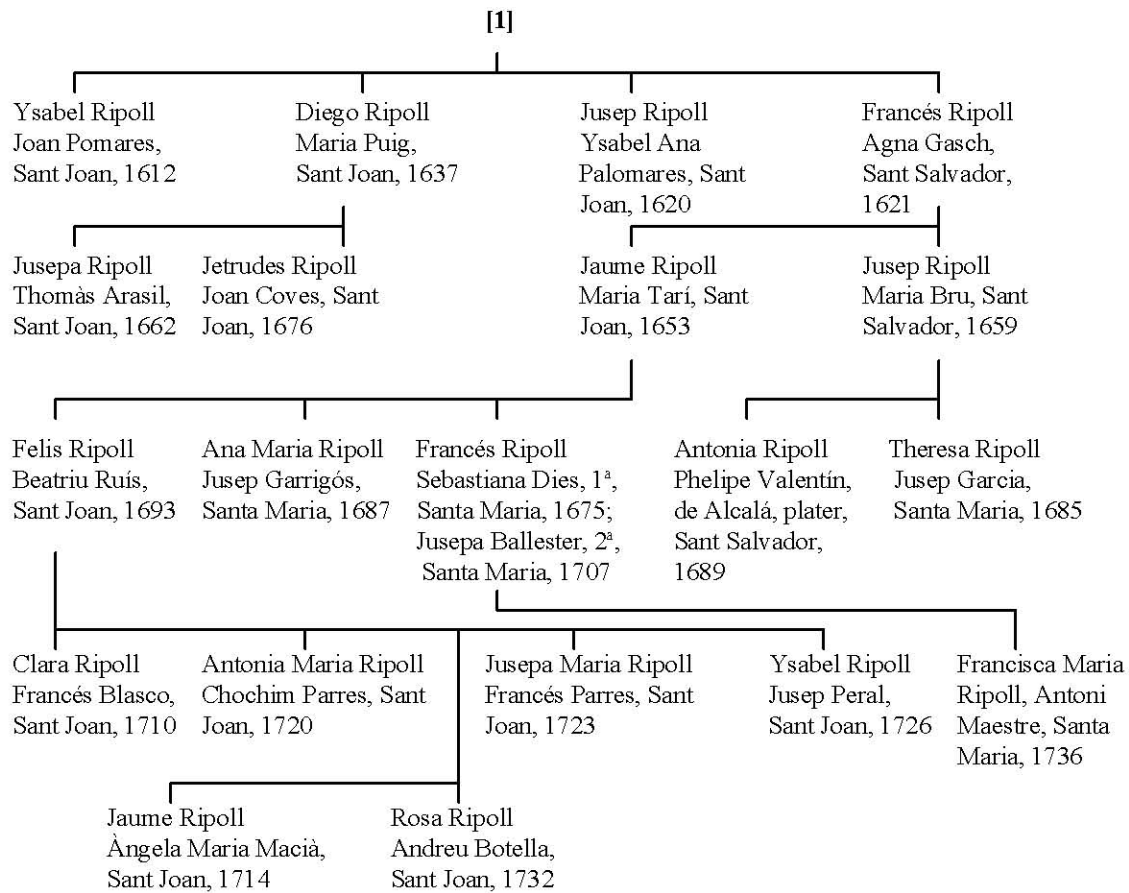 [1]
Ysabel Ripoll
Joan Pomares,
Sant Joan, 1612
Diego Ripoll
Maria Puig,
Sant Joan, 1637
Jusep Ripoll
Ysabel Ana
Palomares, Sant
Joan, 1620
Francés Ripoll
Agna Gasch,
Sant Salvador,
1621
Jusepa Ripoll
Thomàs Arasil,
Sant Joan, 1662
Jetrudes Ripoll
Joan Coves, Sant
Joan, 1676
Jaume Ripoll
Maria Tarí, Sant
Joan, 1653
Jusep Ripoll
Maria Bru, Sant
Salvador, 1659
Felis Ripoll
Beatriu Ruís,
Sant Joan, 1693
Ana Maria Ripoll
Jusep Garrigós,
Santa Maria, 1687
Francés Ripoll
Sebastiana Dies, 1ª,
Santa Maria, 1675;
Jusepa Ballester, 2ª,
Santa Maria, 1707
Antonia Ripoll
Phelipe Valentín,
de Alcalá, plater,
Sant Salvador,
1689
Theresa Ripoll
Jusep Garcia,
Santa Maria, 1685
Clara Ripoll
Francés Blasco,
Sant Joan, 1710
Antonia Maria Ripoll
Chochim Parres, Sant
Joan, 1720
Jusepa Maria Ripoll
Francés Parres, Sant
Joan, 1723
Ysabel Ripoll
Jusep Peral,
Sant Joan, 1726
Francisca Maria
Ripoll, Antoni
Maestre, Santa
Maria, 1736
Jaume Ripoll
Àngela Maria Macià,
Sant Joan, 1714
Rosa Ripoll
Andreu Botella,
Sant Joan, 1732